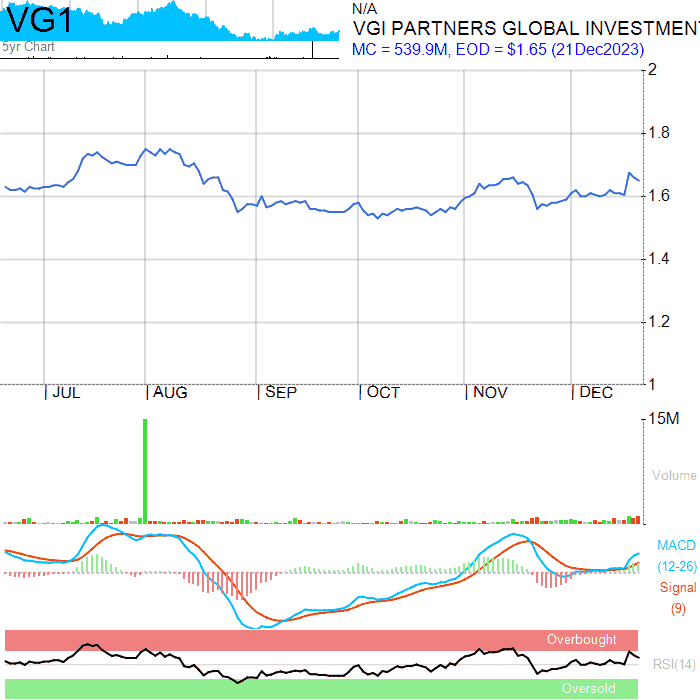 VG1
5yr Chart
N/A
VGI PARTNERS GLOBAL INVESTMEN
MC = 539.9M, EOD = $1.65 (21Dec2023)
2
1.8
1.6
1.4
1.2
1
JUL AUG SEP OCT NOV DEC
15M
Volume
MACD
(12-26)
Signal
(9)
Overbought
RSI(14)
Oversold